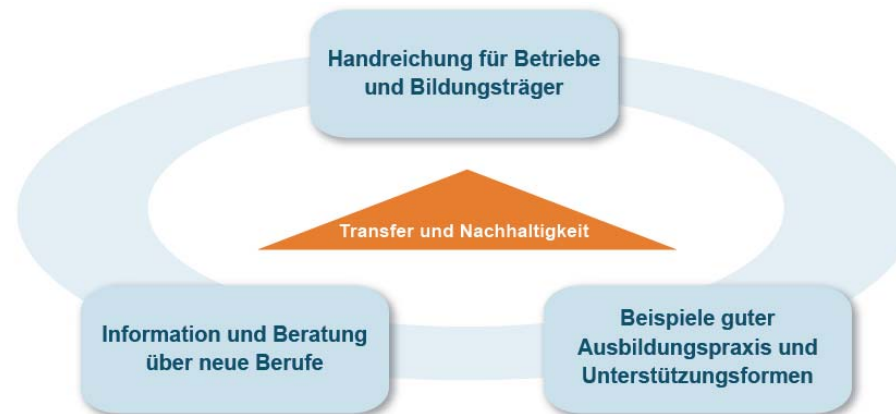 Handreichung für Betriebe
und Bildungsträger
Transfer und Nachhaltigkeit
Information und Beratung
über neue Berufe
Beispiele guter
Ausbildungspraxis und
Unterstützungsformen